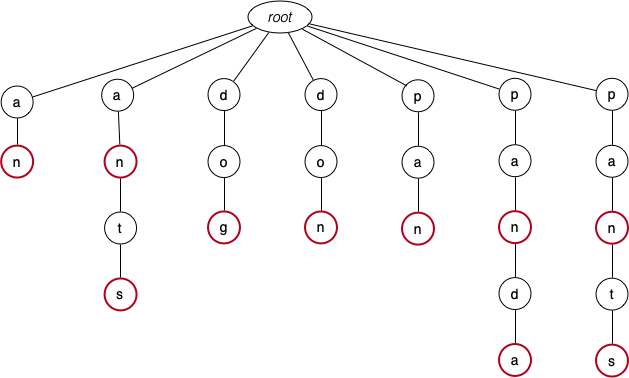 root
a a d d p p p
n n o o a a a
t g n n n n
s d t
a s